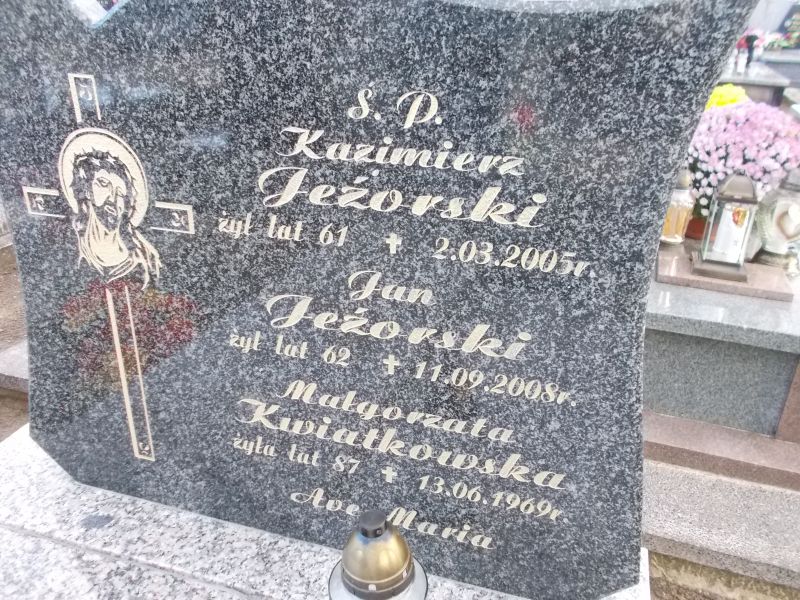 Ś. P.
Kazimierz
Jeżorski
żył lat 61 ✝ 2.03.2005r.
Jan
Jeżorski
żył lat 62 ✝ 11.09.2008r.
Małgorzata
Kwiatkowska
żyła lat 87 ✝ 13.06.1969r.
Ave Maria